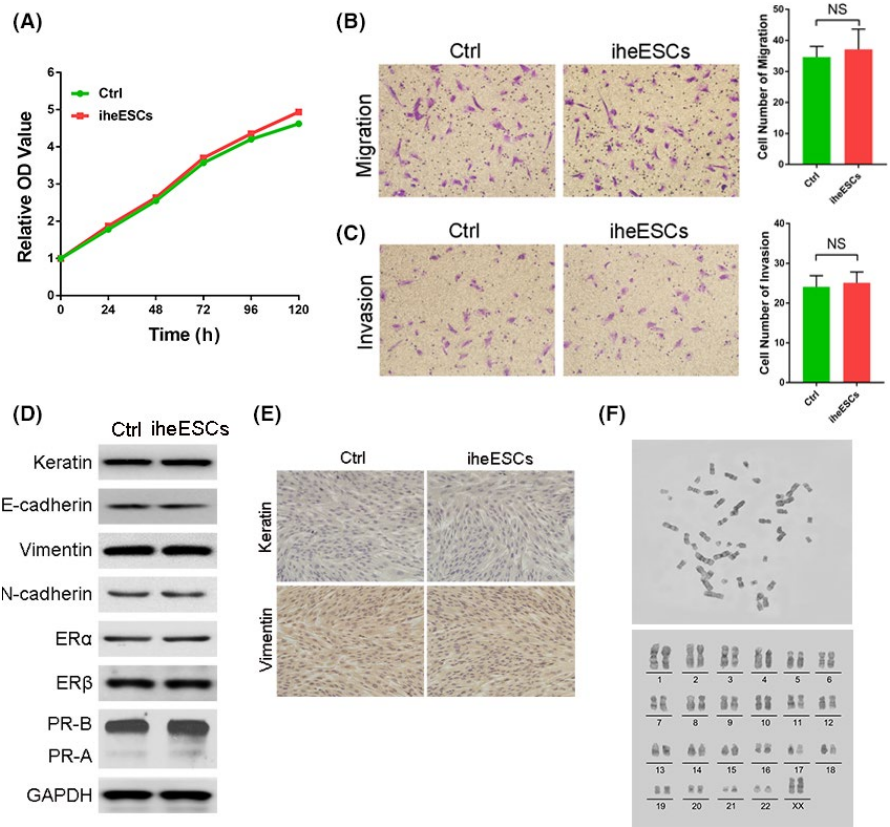 (A)
Relative OD Value
6
5
4
3
2
1
0
Ctrl
iheESCs
0 24 48 72 96 120
Time (h)
(B)
Ctrl iheESCs
Migration
Cell Number of Migration
50
40
30
20
10
0
NS
Ctrl
iheESCs
(C)
Ctrl iheESCs
Invasion
Cell Number of Invasion
40
30
20
10
0
NS
Ctrl
iheESCs
(D)
Ctrl iheESCs
Keratin
E-cadherin
Vimentin
N-cadherin
ERα
ERβ
PR-B
PR-A
GAPDH
(E)
Ctrl iheESCs
Keratin
Vimentin
(F)
1 2 3 4 5 6
7 8 9 10 11 12
13 14 15 16 17 18
19 20 21 22 XX